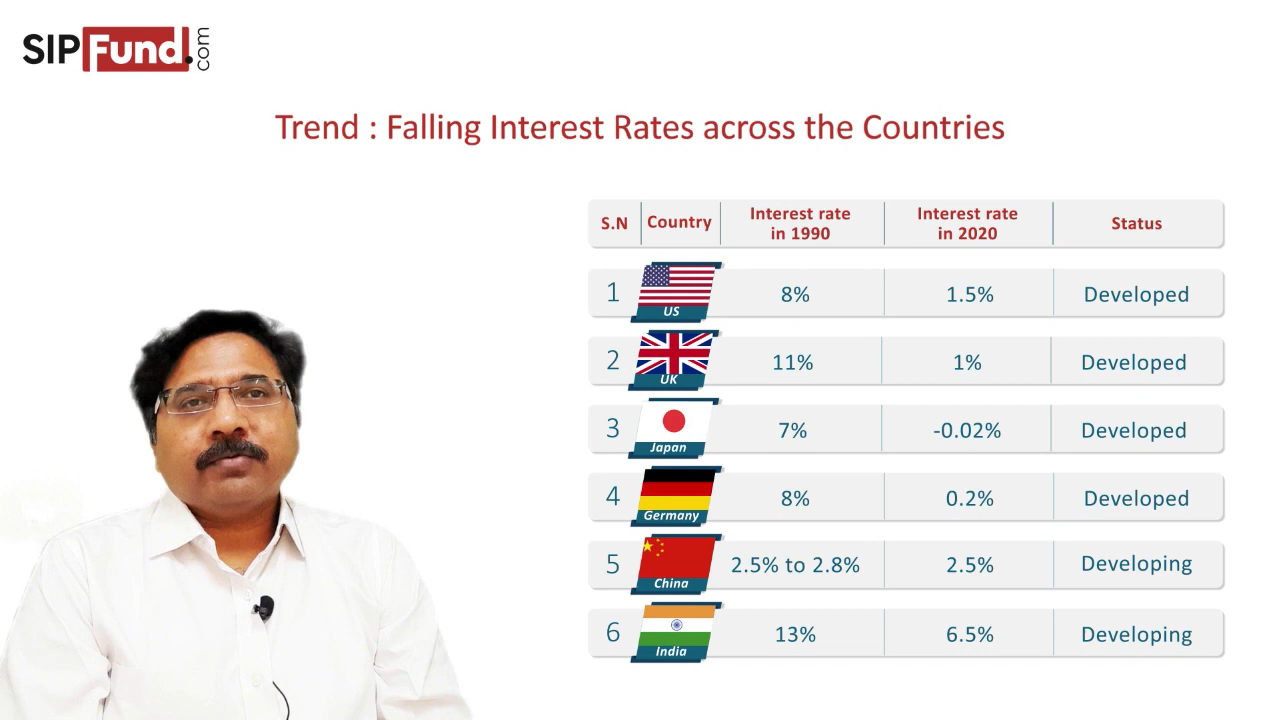 SIPFund.com
Trend : Falling Interest Rates across the Countries
S.N Country Interest rate in 1990 Interest rate in 2020 Status
1 US 8% 1.5% Developed
2 UK 11% 1% Developed
3 Japan 7% -0.02% Developed
4 Germany 8% 0.2% Developed
5 China 2.5% to 2.8% 2.5% Developing
6 India 13% 6.5% Developing